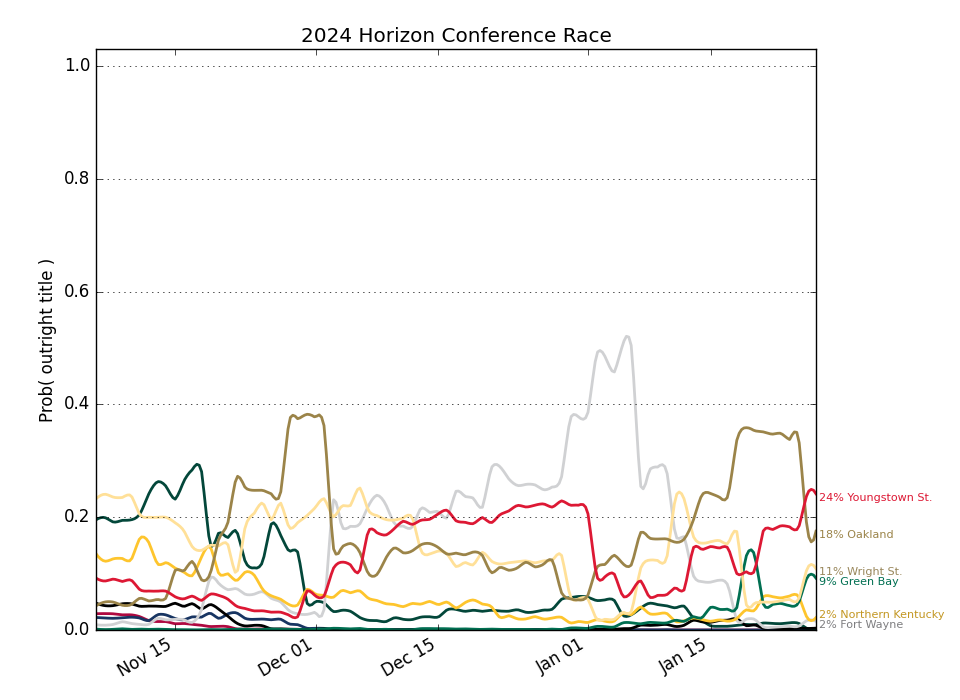 2024 Horizon Conference Race
1.0
0.8
0.6
0.4
0.2
0.0
Prob( outright title )
24% Youngstown St.
18% Oakland
11% Wright St.
9% Green Bay
2% Northern Kentucky
2% Fort Wayne
Nov 15
Dec 01
Dec 15
Jan 01
Jan 15